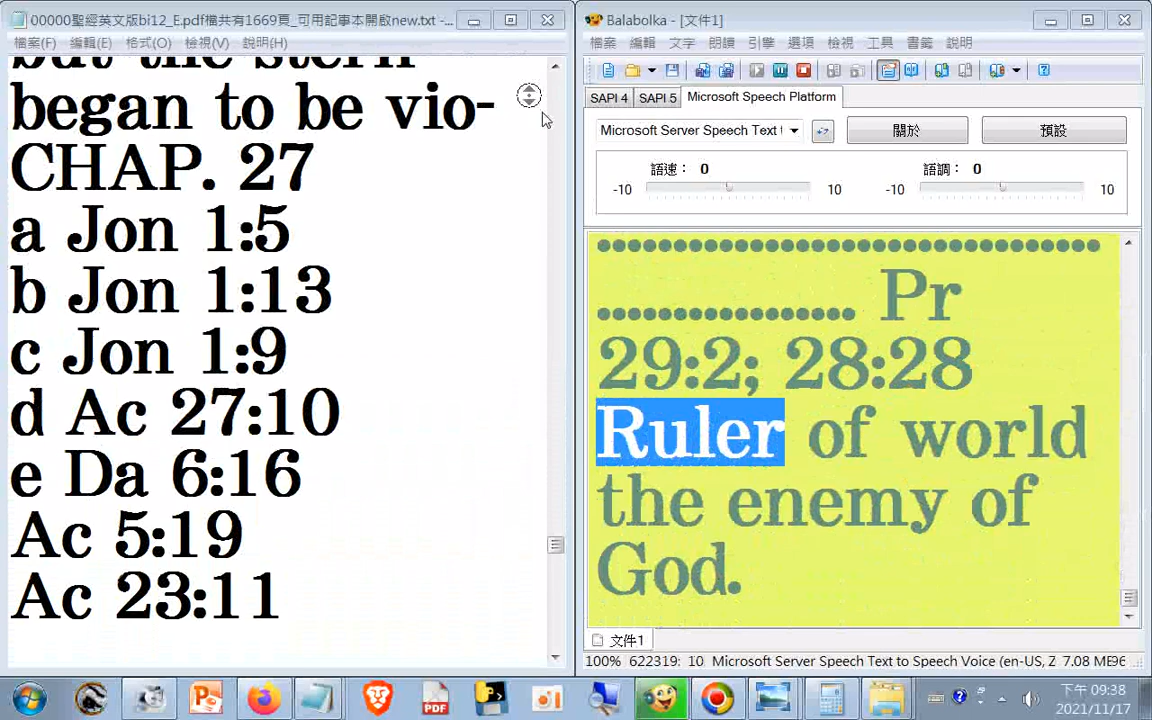 00000聖經英文版bi12_E.pdf檔共有1669頁_可用記事本開啟new.txt -...
檔案(F) 編輯(E) 格式(O) 檢視(V) 說明(H)
but the stern
began to be vio-
CHAP. 27
a Jon 1:5
b Jon 1:13
c Jon 1:9
d Ac 27:10
e Da 6:16
Ac 5:19
Ac 23:11
Balabolka - [文件1]
檔案 編輯 文字 朗讀 引擎 選項 檢視 工具 書籤 說明
SAPI 4 SAPI 5 Microsoft Speech Platform
Microsoft Server Speech Text t 關於 預設
語速： 0 語調： 0
-10 10 -10 10
•••••••••••••••••••••••••••••••••
................. Pr
29:2; 28:28
Ruler of world
the enemy of
God.
文件1
100% 622319: 10 Microsoft Server Speech Text to Speech Voice (en-US, Z 7.08 ME96
PDF
下午 09:38
2021/11/17